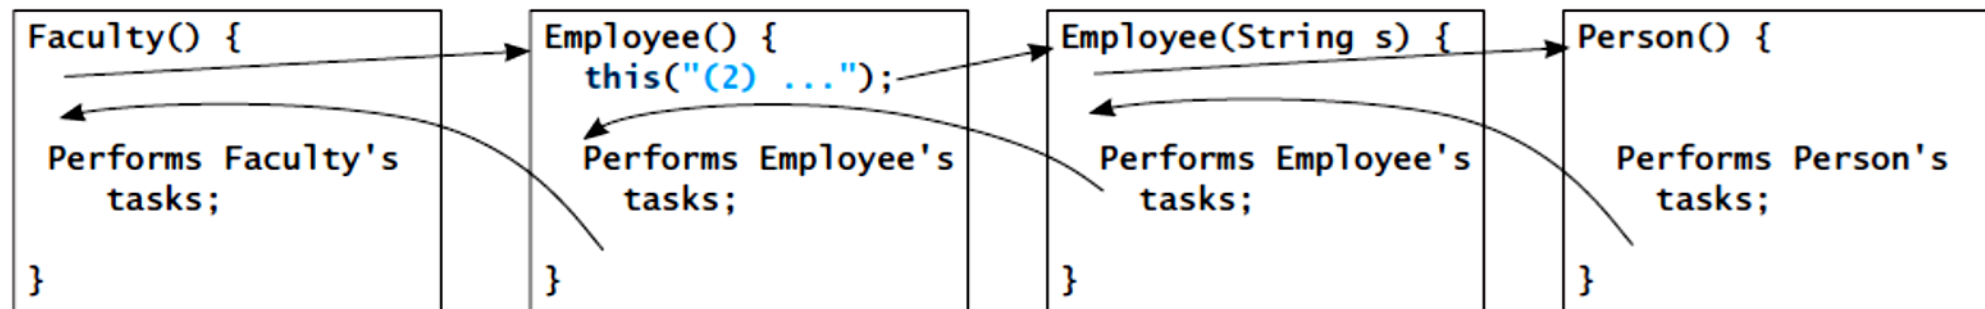 Faculty() {
Performs Faculty's
tasks;
}
Employee() {
this("(2) ...");
Performs Employee's
tasks;
}
Employee(String s) {
Performs Employee's
tasks;
}
Person() {
Performs Person's
tasks;
}